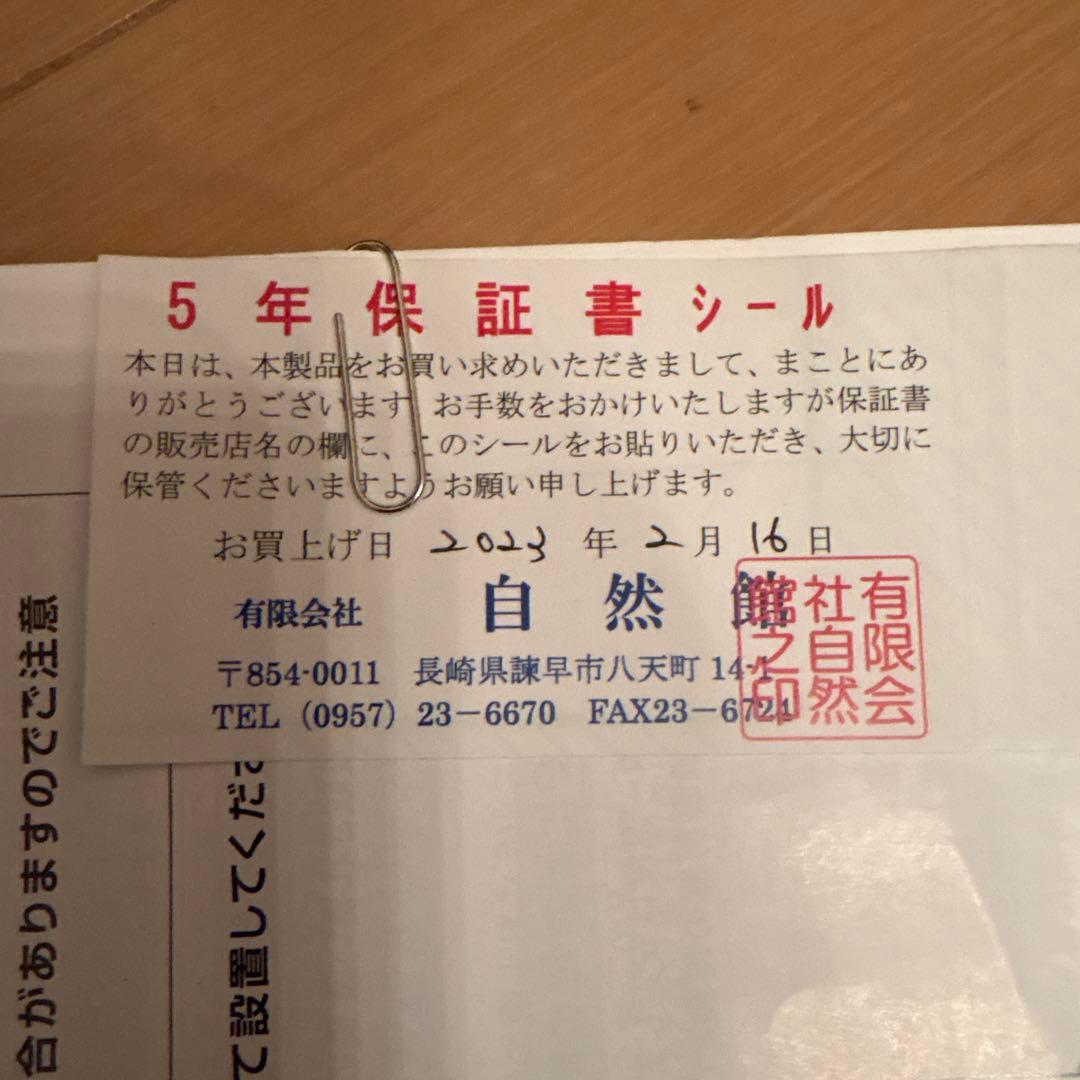 5年保証書シール
本日は、本製品をお買い求めいただきまして、まことにあ
りがとうございます。お手数をおかけいたしますが保証書
の販売店名の欄に、このシールをお貼りいただき、大切に
保管くださいますようお願い申し上げます。
お買上げ日 2023 年 2 月 16 日
有限会社 自然館
〒854-0011 長崎県諫早市八天町 14-1
TEL（0957）23－6670 FAX23－6724
有限会
社自然
館之印
合がありますのでご注意
て設置してくださ